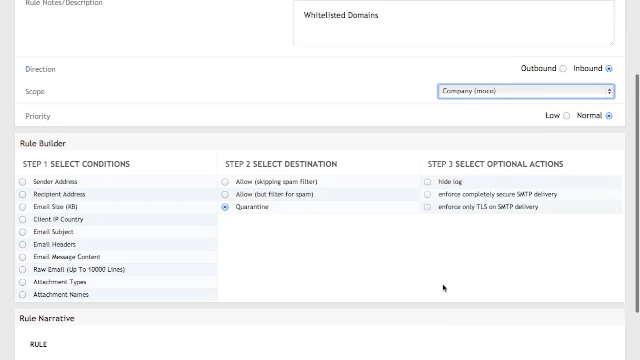 Rule Notes/Description
Whitelisted Domains
Direction
Outbound
Inbound
Scope
Company (moco)
Priority
Low
Normal
Rule Builder
STEP 1 SELECT CONDITIONS
STEP 2 SELECT DESTINATION
STEP 3 SELECT OPTIONAL ACTIONS
Sender Address
Allow (skipping spam filter)
hide log
Recipient Address
Allow (but filter for spam)
enforce completely secure SMTP delivery
Email Size (KB)
Quarantine
enforce only TLS on SMTP delivery
Client IP Country
Email Subject
Email Headers
Email Message Content
Raw Email (Up To 10000 Lines)
Attachment Types
Attachment Names
Rule Narrative
RULE